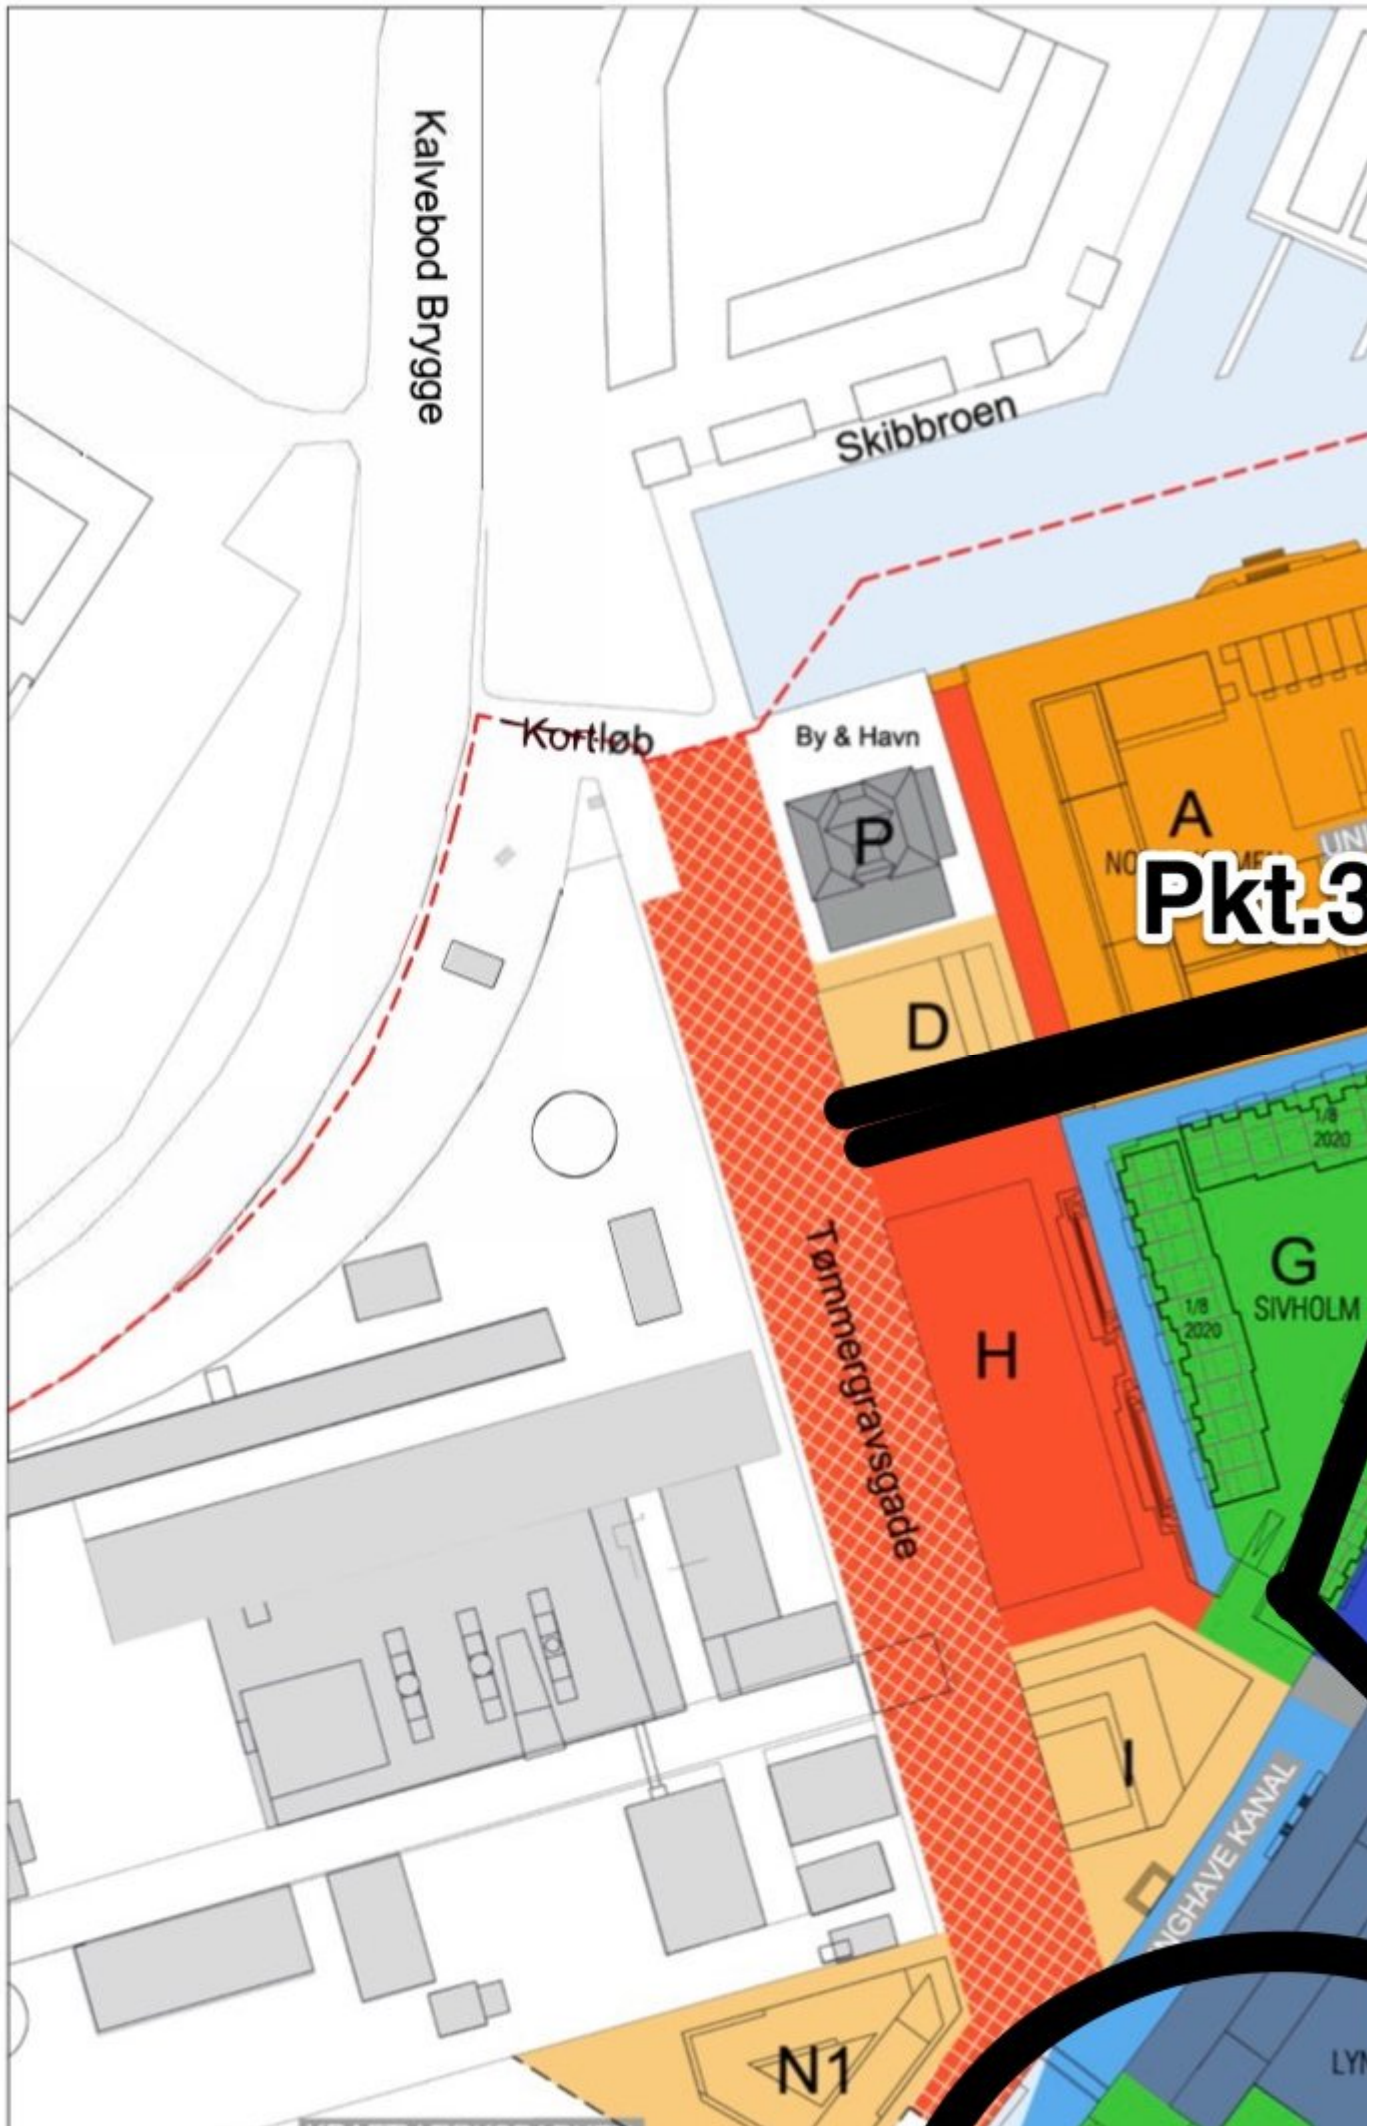 Kalvebod Brygge
Skibbroen
Kortløb
By & Havn
P
A
Pkt.3
D
1/8
2020
G
SIVHOLM
1/8
2020
H
Tømmergravsgade
I
N1